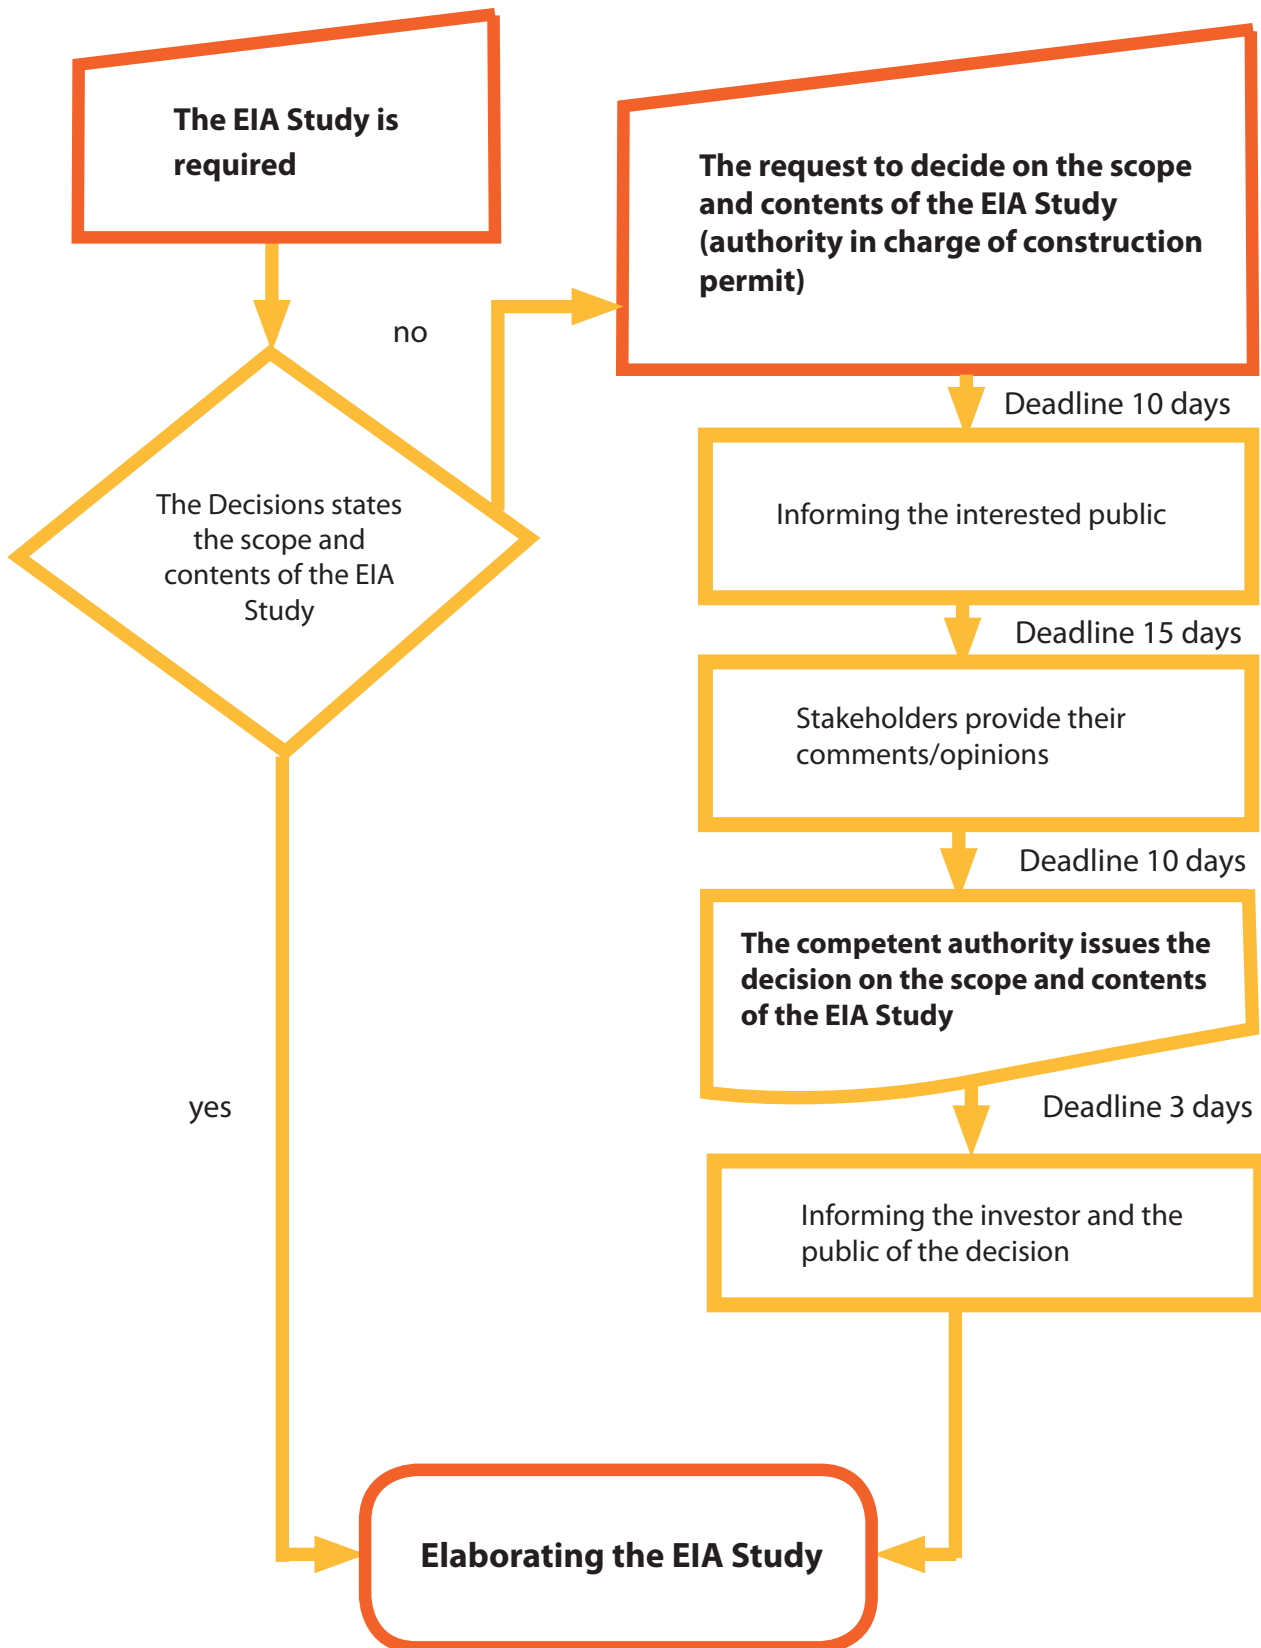 The EIA Study is
required
The request to decide on the scope
and contents of the EIA Study
(authority in charge of construction
permit)
no
Deadline 10 days
The Decisions states
the scope and
contents of the EIA
Study
Informing the interested public
Deadline 15 days
Stakeholders provide their
comments/opinions
Deadline 10 days
The competent authority issues the
decision on the scope and contents
of the EIA Study
yes
Deadline 3 days
Informing the investor and the
public of the decision
Elaborating the EIA Study